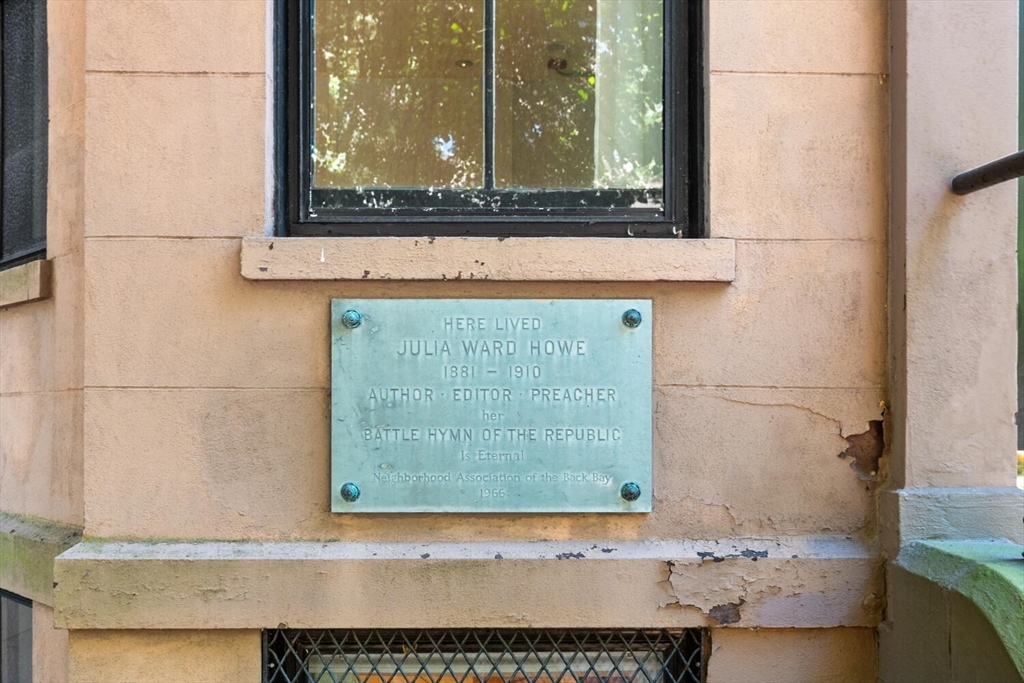 HERE LIVED
JULIA WARD HOWE
1881 — 1910
AUTHOR · EDITOR · PREACHER
her
BATTLE HYMN OF THE REPUBLIC
Is Eternal
Neighborhood Association of the Back Bay
1966